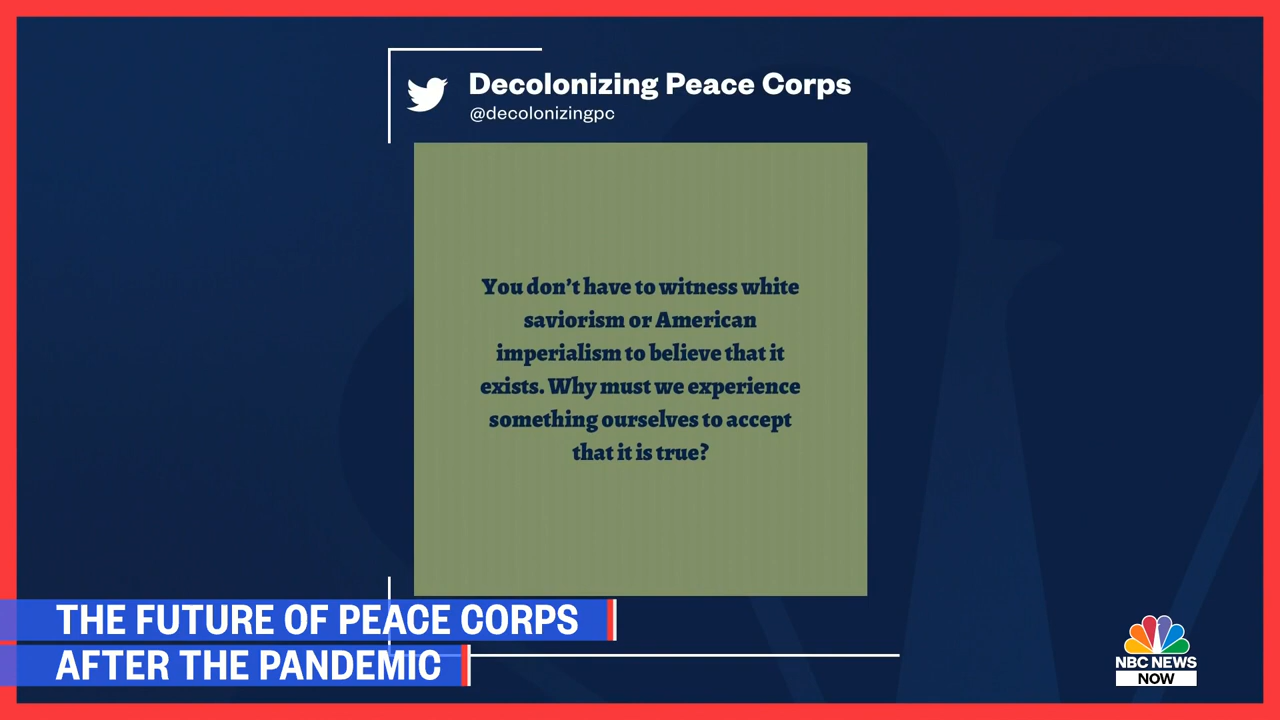 Decolonizing Peace Corps
@decolonizingpc
You don't have to witness white
saviorism or American
imperialism to believe that it
exists. Why must we experience
something ourselves to accept
that it is true?
THE FUTURE OF PEACE CORPS
AFTER THE PANDEMIC
NBC NEWS
NOW